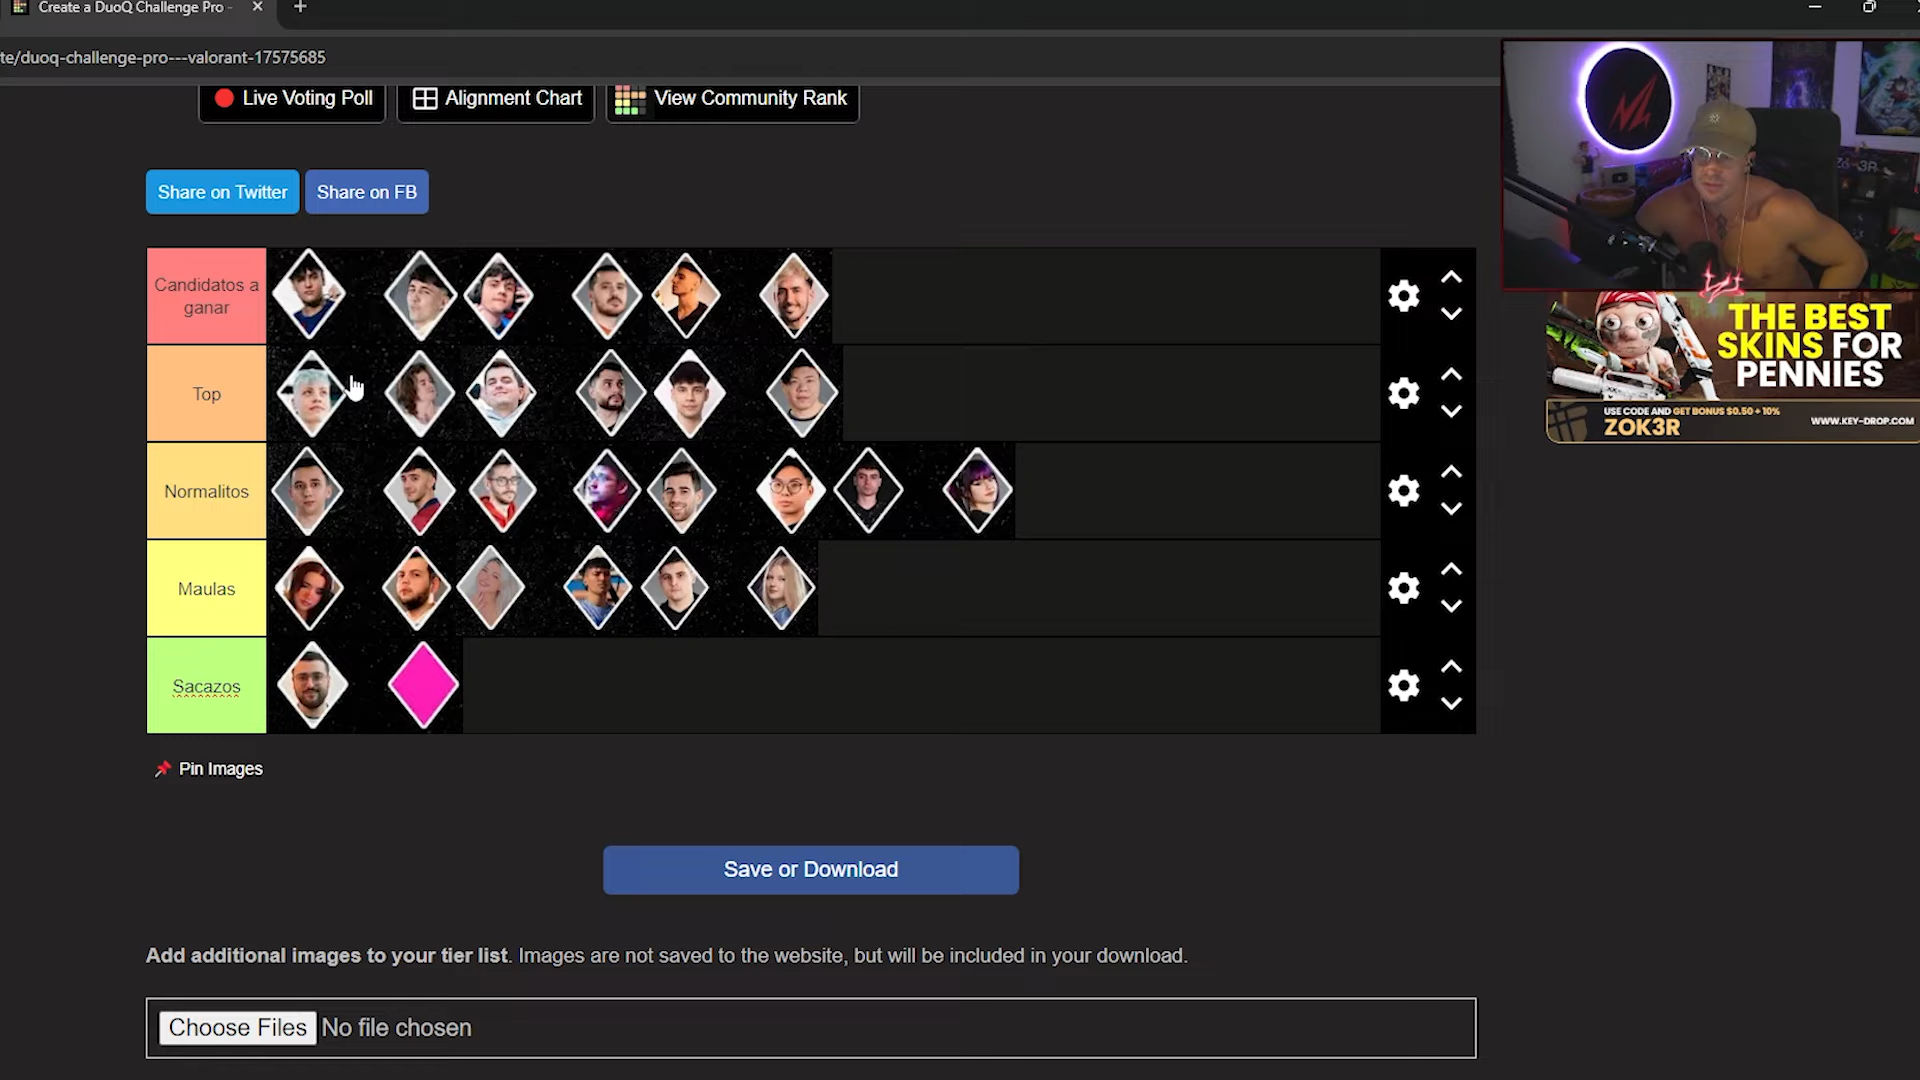 Create a DuoQ Challenge Pro -
te/duoq-challenge-pro---valorant-17575685
Live Voting Poll
Alignment Chart
View Community Rank
Share on Twitter
Share on FB
Candidatos a
ganar
Top
Normalitos
Maulas
Sacazos
Pin Images
Save or Download
Add additional images to your tier list. Images are not saved to the website, but will be included in your download.
Choose Files No file chosen
THE BEST
SKINS FOR
PENNIES
USE CODE AND GET BONUS $0.50 + 10%
ZOK3R
WWW.KEY-DROP.COM